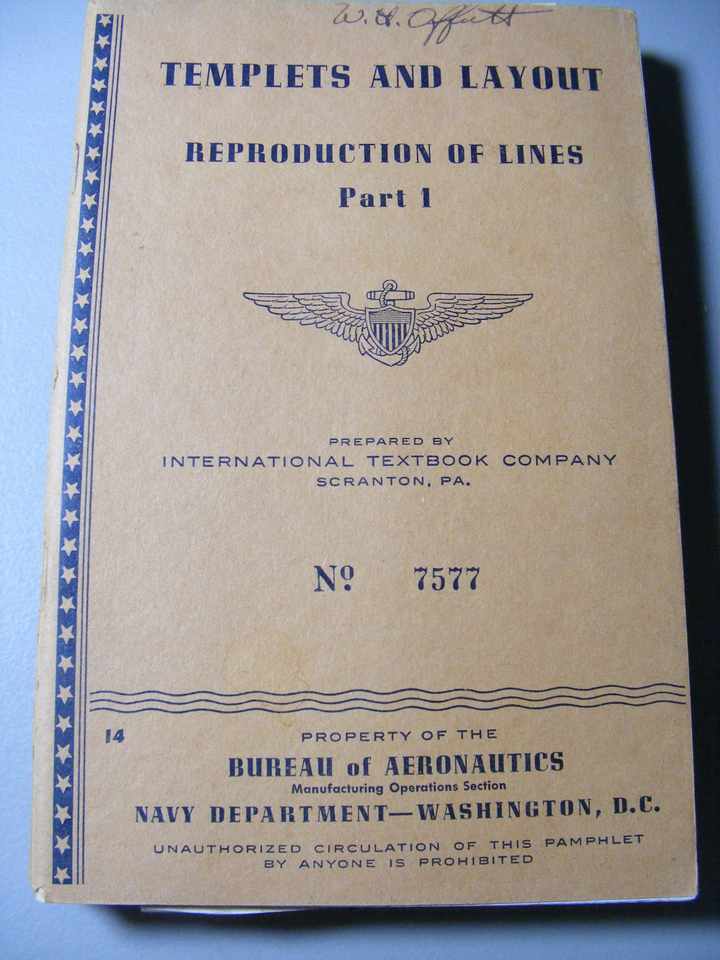 W. H. Offutt
TEMPLETS AND LAYOUT
REPRODUCTION OF LINES
Part 1
PREPARED BY
INTERNATIONAL TEXTBOOK COMPANY
SCRANTON, PA.
Nº 7577
14
PROPERTY OF THE
BUREAU of AERONAUTICS
Manufacturing Operations Section
NAVY DEPARTMENT—WASHINGTON, D.C.
UNAUTHORIZED CIRCULATION OF THIS PAMPHLET
BY ANYONE IS PROHIBITED